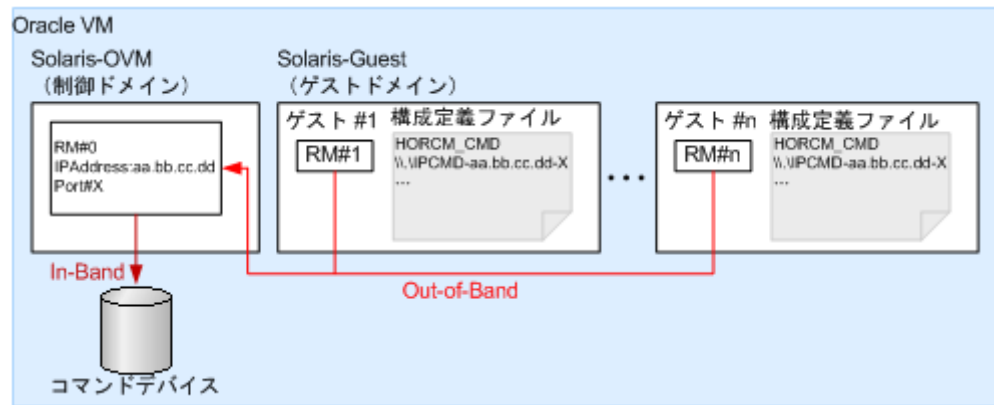 Oracle VM
Solaris-OVM
（制御ドメイン）
RM#0
IPAddress:aa.bb.cc.dd
Port#X
In-Band
コマンドデバイス
Solaris-Guest
（ゲストドメイン）
ゲスト #1 構成定義ファイル
RM#1
HORCM_CMD
\\.\IPCMD-aa.bb.cc.dd-X
...
...
ゲスト #n 構成定義ファイル
RM#n
HORCM_CMD
\\.\IPCMD-aa.bb.cc.dd-X
...
Out-of-Band